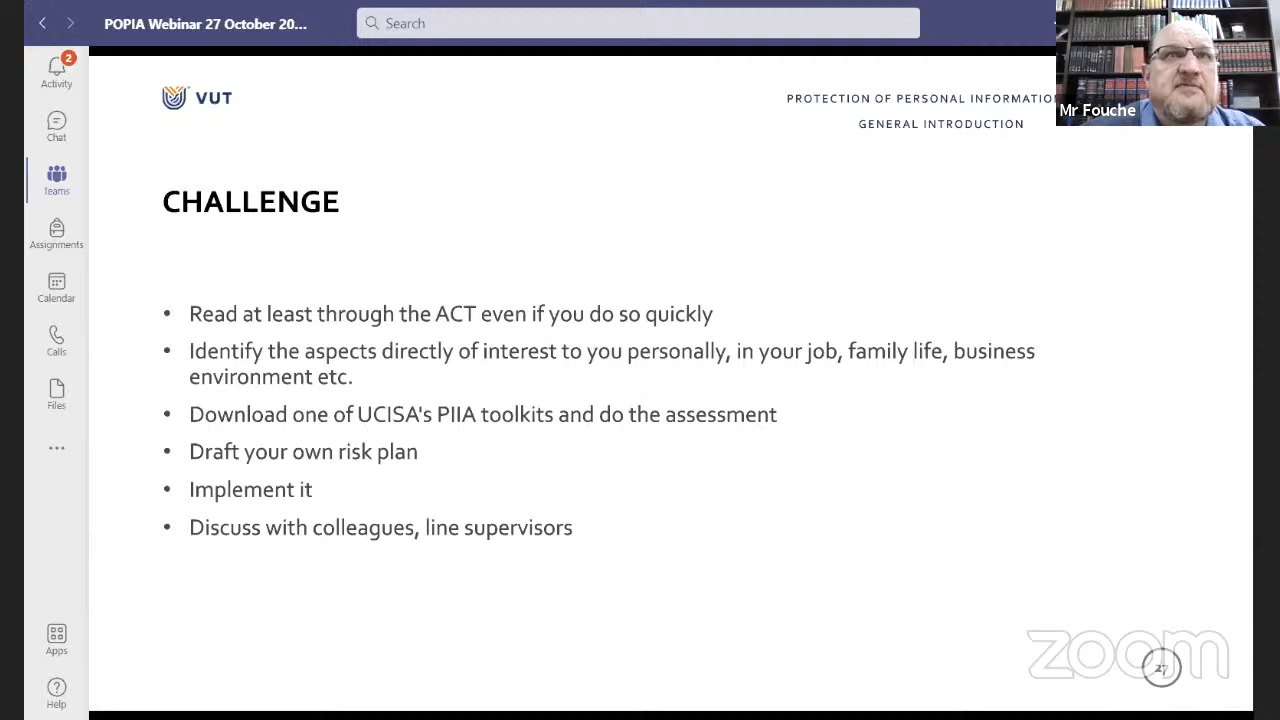 POPIA Webinar 27 October 20...
Search
Mr Fouche
2
Activity
Chat
Teams
Assignments
Calendar
Calls
Files
...
Apps
Help
VUT
PROTECTION OF PERSONAL INFORMATION
GENERAL INTRODUCTION
CHALLENGE
• Read at least through the ACT even if you do so quickly
• Identify the aspects directly of interest to you personally, in your job, family life, business
environment etc.
• Download one of UCISA's PIIA toolkits and do the assessment
• Draft your own risk plan
• Implement it
• Discuss with colleagues, line supervisors
zoom
27